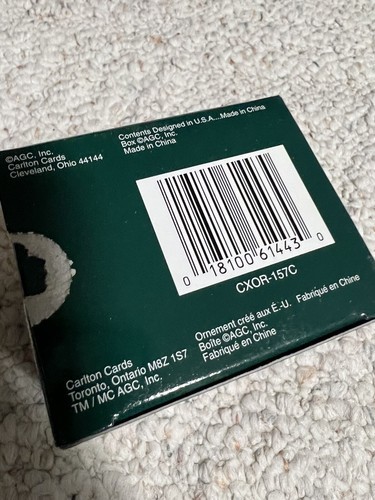 ©AGC, Inc.
Carlton Cards
Cleveland, Ohio 44144
Contents Designed in U.S.A....Made in China
Box ©AGC, Inc.
Made in China
0 18100 61443 0
CXOR-157C
Carlton Cards
Toronto, Ontario M8Z 1S7
TM / MC AGC, Inc.
Ornement créé aux É.-U. Fabriqué en Chine
Boîte ©AGC, Inc.
Fabriqué en Chine